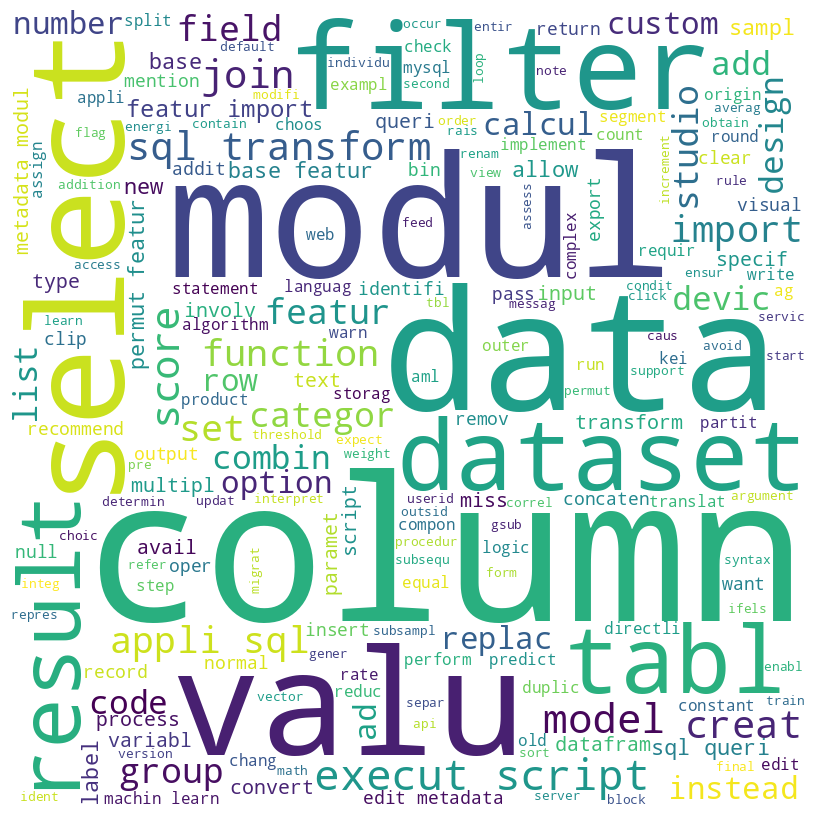 number
split
field
default
occur
entir
custom
sampl
select
filter
base
join
individu
check
return
add
mention
exampl
mysql
second
loop
note
origin
averag
appli
featur import
modifi
choos
contain
energi
queri
order
calcul
segment
count
studio
design
obtain
flag
assign
sql transform
rais
implement
round
clear
metadata modul
addition
new
addit
base featur
bin
renam
view
allow
export
increment
rule
visual
modul
web
feed
assess
complex
import
requir
specif
ensur
write
access
type
permut featur
statement
languag
identifi
tbl
pass
messag
input
condit
click
devic
ag
servic
learn
clip
involv
algorithm
featur
warn
data
kei
caus
avoid
start
list
score
function
row
text
outer
run
support
aml
storag
permut
recommend
product
set
categor
remov
transform
partit
output
threshold
expect
weight
dataset
pre
multipl
combin
option
determin
updat
interpret
script
userid
miss
correl
concaten
translat
argument
result
null
choic
avail
refer
oper
step
migrat
paramet
outsid
compon
gsub
procedur
logic
subsequ
form
equal
column
want
syntax
ifels
integ
repres
appli sql
insert
subsampl
replac
directli
record
normal
gener
perform
predict
tabl
enabl
code
valu
rate
reduc
vector
separ
duplic
constant
train
process
variabl
label
version
chang
math
ad
api
old
sort
model
datafram
creat
sql queri
final
edit
ident
machin learn
group
convert
execut script
edit metadata
server
block
instead